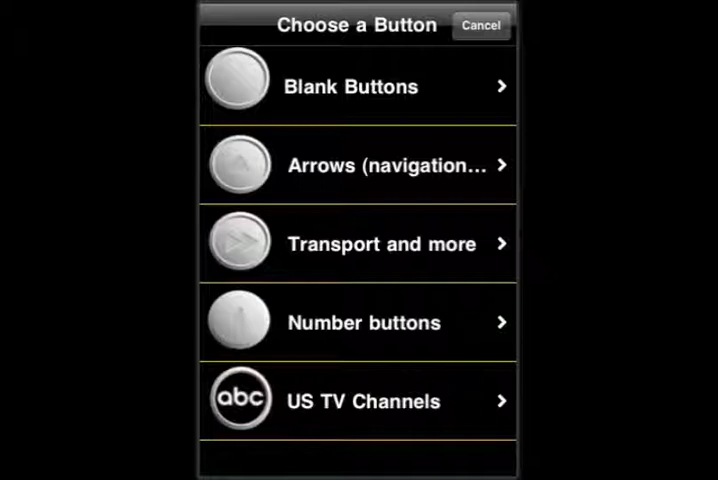 Choose a Button
Cancel
Blank Buttons
Arrows (navigation...
Transport and more
Number buttons
abc
US TV Channels